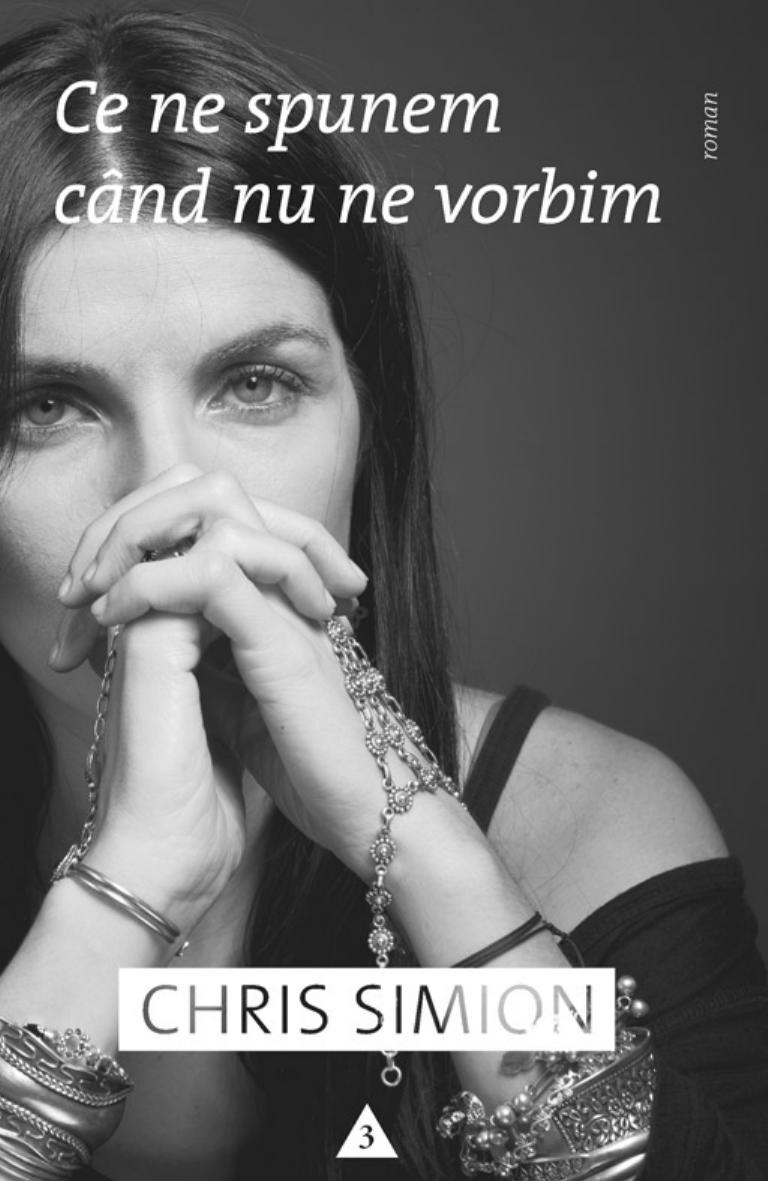 Ce ne spunem
când nu ne vorbim
roman
CHRIS SIMION
3